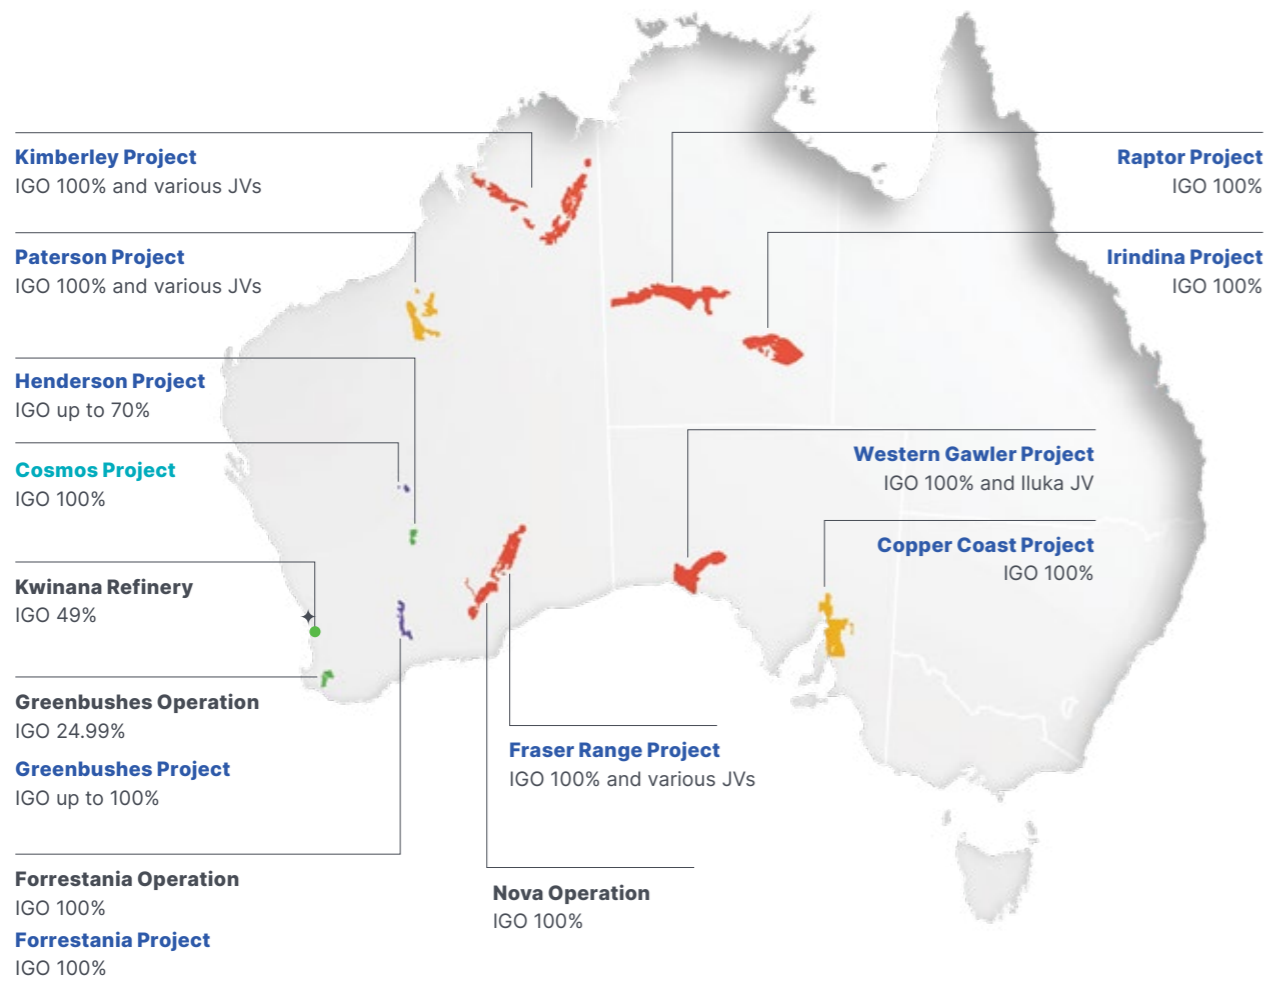 Kimberley Project
IGO 100% and various JVs
Paterson Project
IGO 100% and various JVs
Henderson Project
IGO up to 70%
Cosmos Project
IGO 100%
Kwinana Refinery
IGO 49%
Greenbushes Operation
IGO 24.99%
Greenbushes Project
IGO up to 100%
Forrestania Operation
IGO 100%
Forrestania Project
IGO 100%
Fraser Range Project
IGO 100% and various JVs
Nova Operation
IGO 100%
Raptor Project
IGO 100%
Irindina Project
IGO 100%
Western Gawler Project
IGO 100% and Iluka JV
Copper Coast Project
IGO 100%